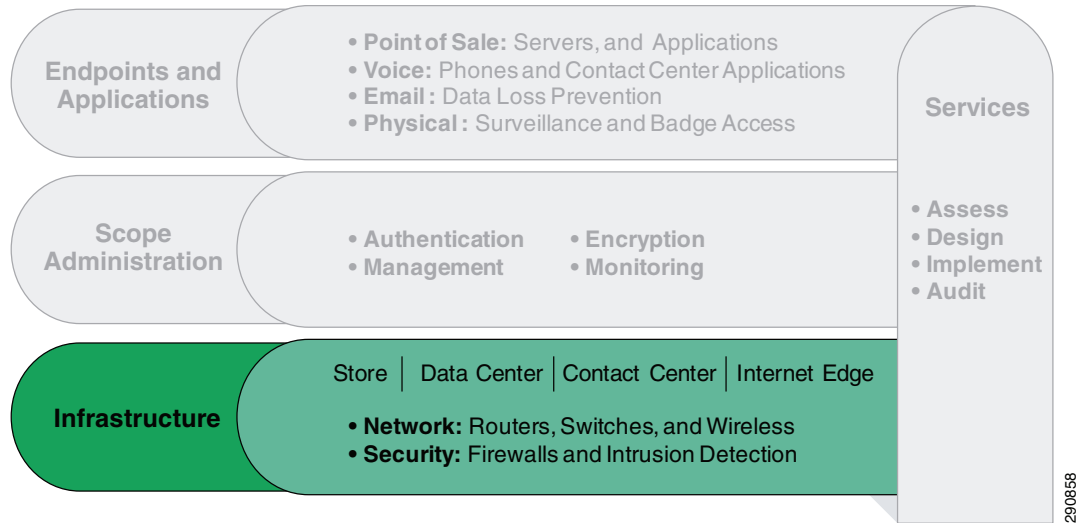 Endpoints and
Applications
• Point of Sale: Servers, and Applications
• Voice: Phones and Contact Center Applications
• Email : Data Loss Prevention
• Physical : Surveillance and Badge Access
Scope
Administration
• Authentication • Encryption
• Management • Monitoring
Infrastructure
Store | Data Center | Contact Center | Internet Edge
• Network: Routers, Switches, and Wireless
• Security: Firewalls and Intrusion Detection
Services
• Assess
• Design
• Implement
• Audit
290858